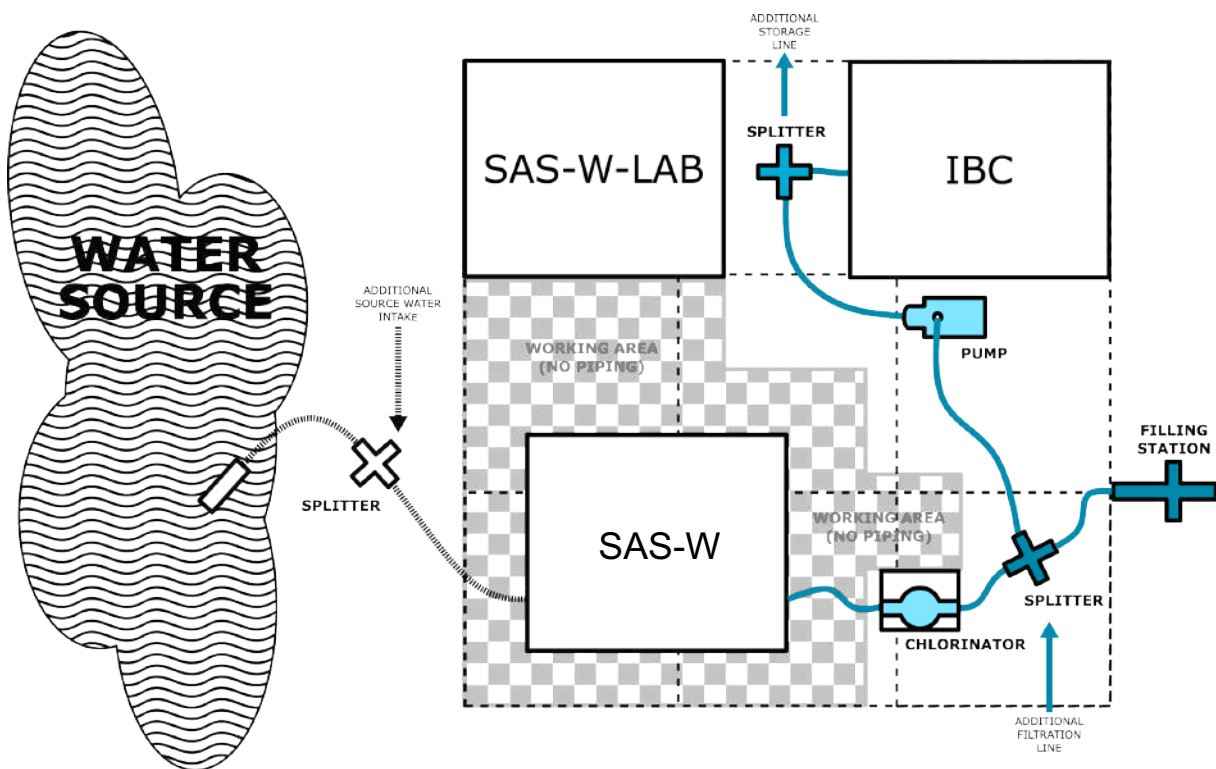 ADDITIONAL
STORAGE
LINE
SPLITTER
SAS-W-LAB
IBC
WATER
SOURCE
ADDITIONAL
SOURCE WATER
INTAKE
WORKING AREA
(NO PIPING)
PUMP
FILLING
STATION
SPLITTER
WORKING AREA
(NO PIPING)
SAS-W
SPLITTER
CHLORINATOR
ADDITIONAL
FILTRATION
LINE